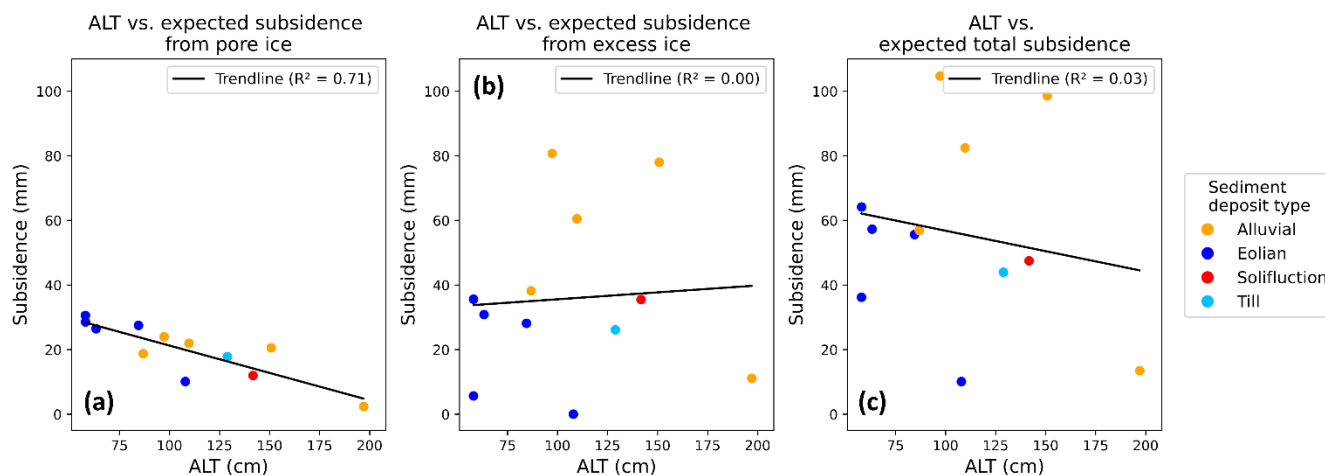 ALT vs. expected subsidence
from pore ice
Trendline (R² = 0.71)
Subsidence (mm)
100
80
60
40
20
0
(a)
75
100
125
150
175
200
ALT (cm)
ALT vs. expected subsidence
from excess ice
(b)
Trendline (R² = 0.00)
Subsidence (mm)
100
80
60
40
20
0
75
100
125
150
175
200
ALT (cm)
ALT vs.
expected total subsidence
Trendline (R² = 0.03)
Subsidence (mm)
100
80
60
40
20
0
(c)
75
100
125
150
175
200
ALT (cm)
Sediment
deposit type
Alluvial
Eolian
Solifluction
Till